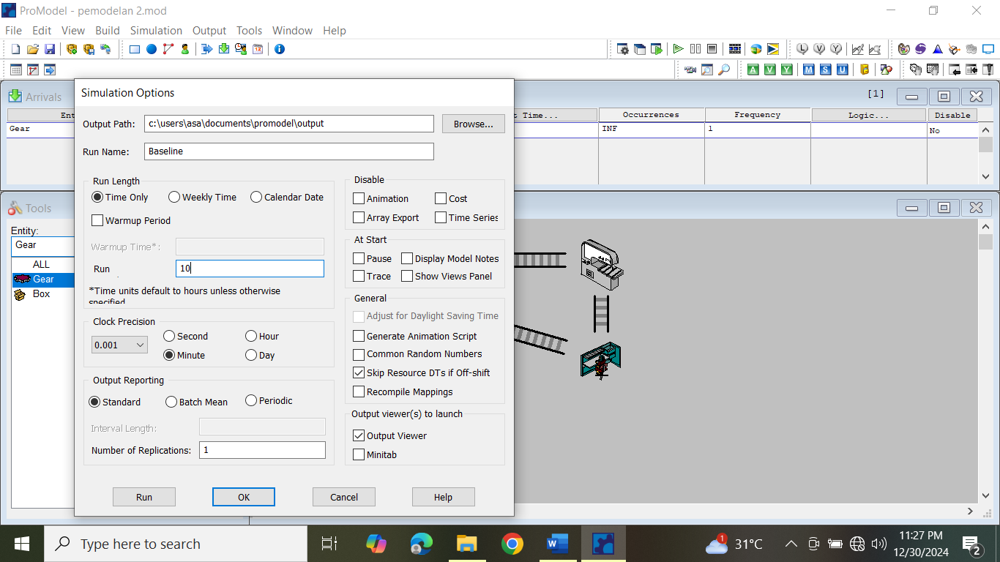 ProModel - pemodelan 2.mod
File Edit View Build Simulation Output Tools Window Help
Arrivals
[1]
Time... Occurrences Frequency Logic... Disable
Gear INF 1 No
Simulation Options
Output Path: c:\users\asa\documents\promodel\output Browse...
Run Name: Baseline
Run Length
Time Only Weekly Time Calendar Date
Warmup Period
Warmup Time*:
Run 10
*Time units default to hours unless otherwise
specified
Clock Precision
0.001 Second Hour
Minute Day
Output Reporting
Standard Batch Mean Periodic
Interval Length:
Number of Replications: 1
Disable
Animation Cost
Array Export Time Series
At Start
Pause Display Model Notes
Trace Show Views Panel
General
Adjust for Daylight Saving Time
Generate Animation Script
Common Random Numbers
Skip Resource DTs if Off-shift
Recompile Mappings
Output viewer(s) to launch
Output Viewer
Minitab
Run OK Cancel Help
Tools
Entity:
Gear
ALL
Gear
Box
Type here to search
W
1
31°C
11:27 PM
12/30/2024
2